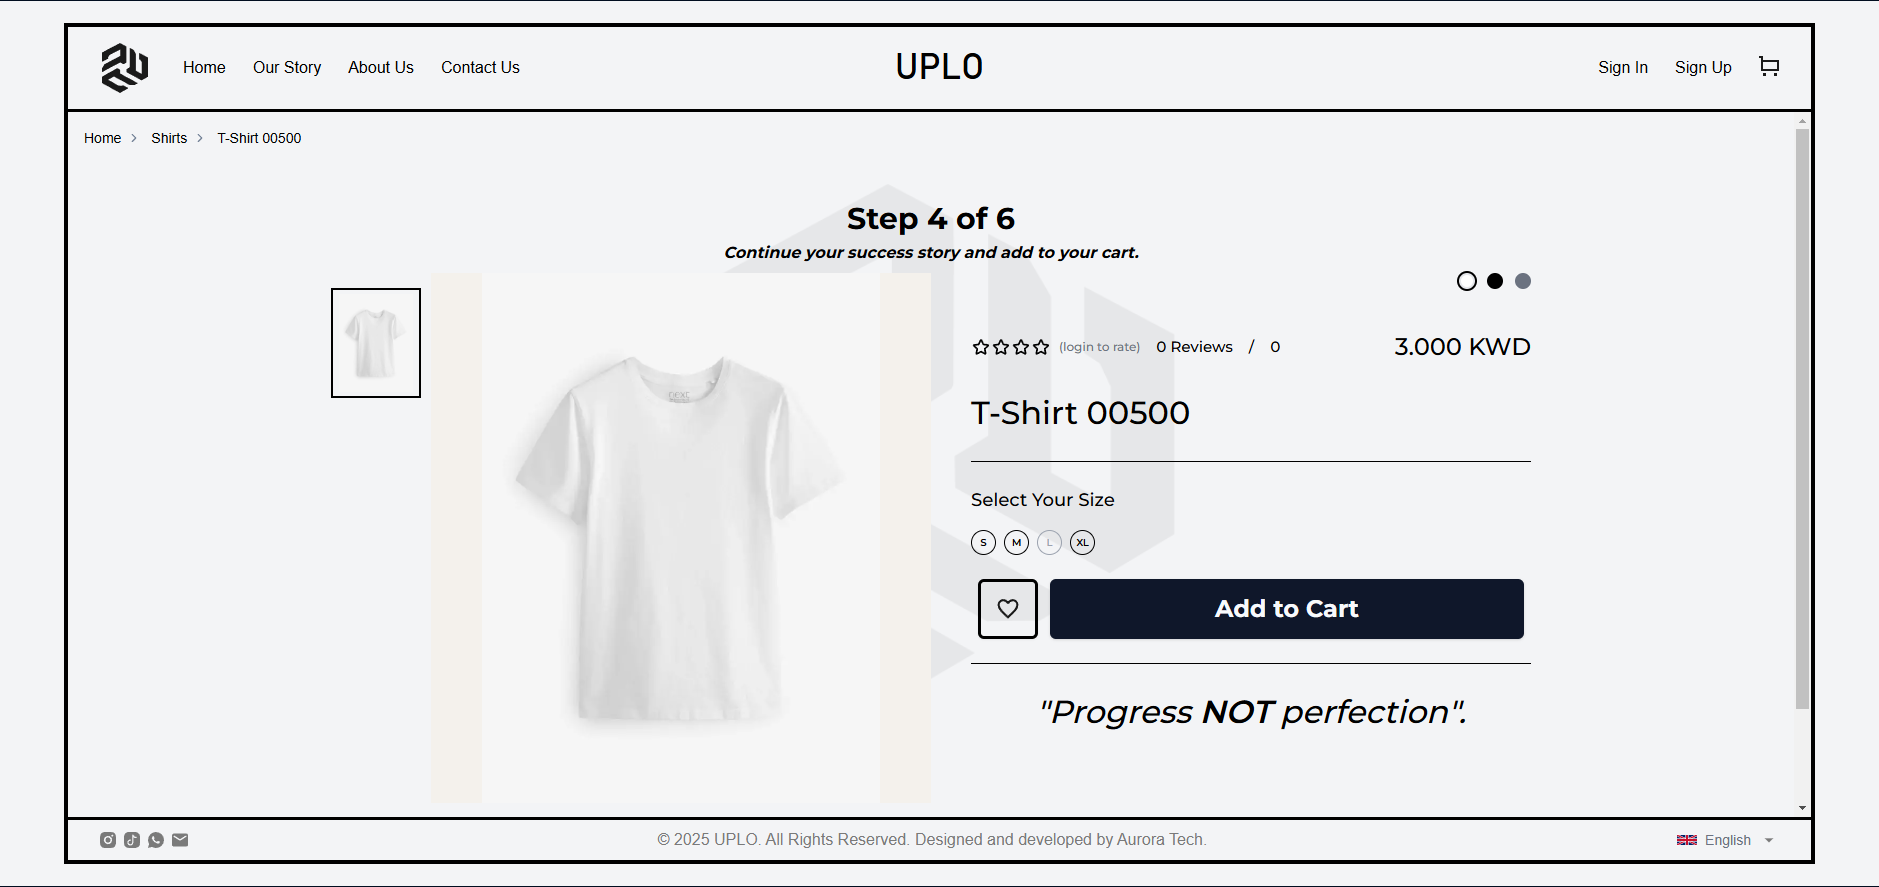 Home Our Story About Us Contact Us
UPLO
Sign In Sign Up
Home > Shirts > T-Shirt 00500
Step 4 of 6
Continue your success story and add to your cart.
next
(login to rate) 0 Reviews / 0
3.000 KWD
T-Shirt 00500
Select Your Size
S M L XL
Add to Cart
"Progress NOT perfection".
© 2025 UPLO. All Rights Reserved. Designed and developed by Aurora Tech.
English